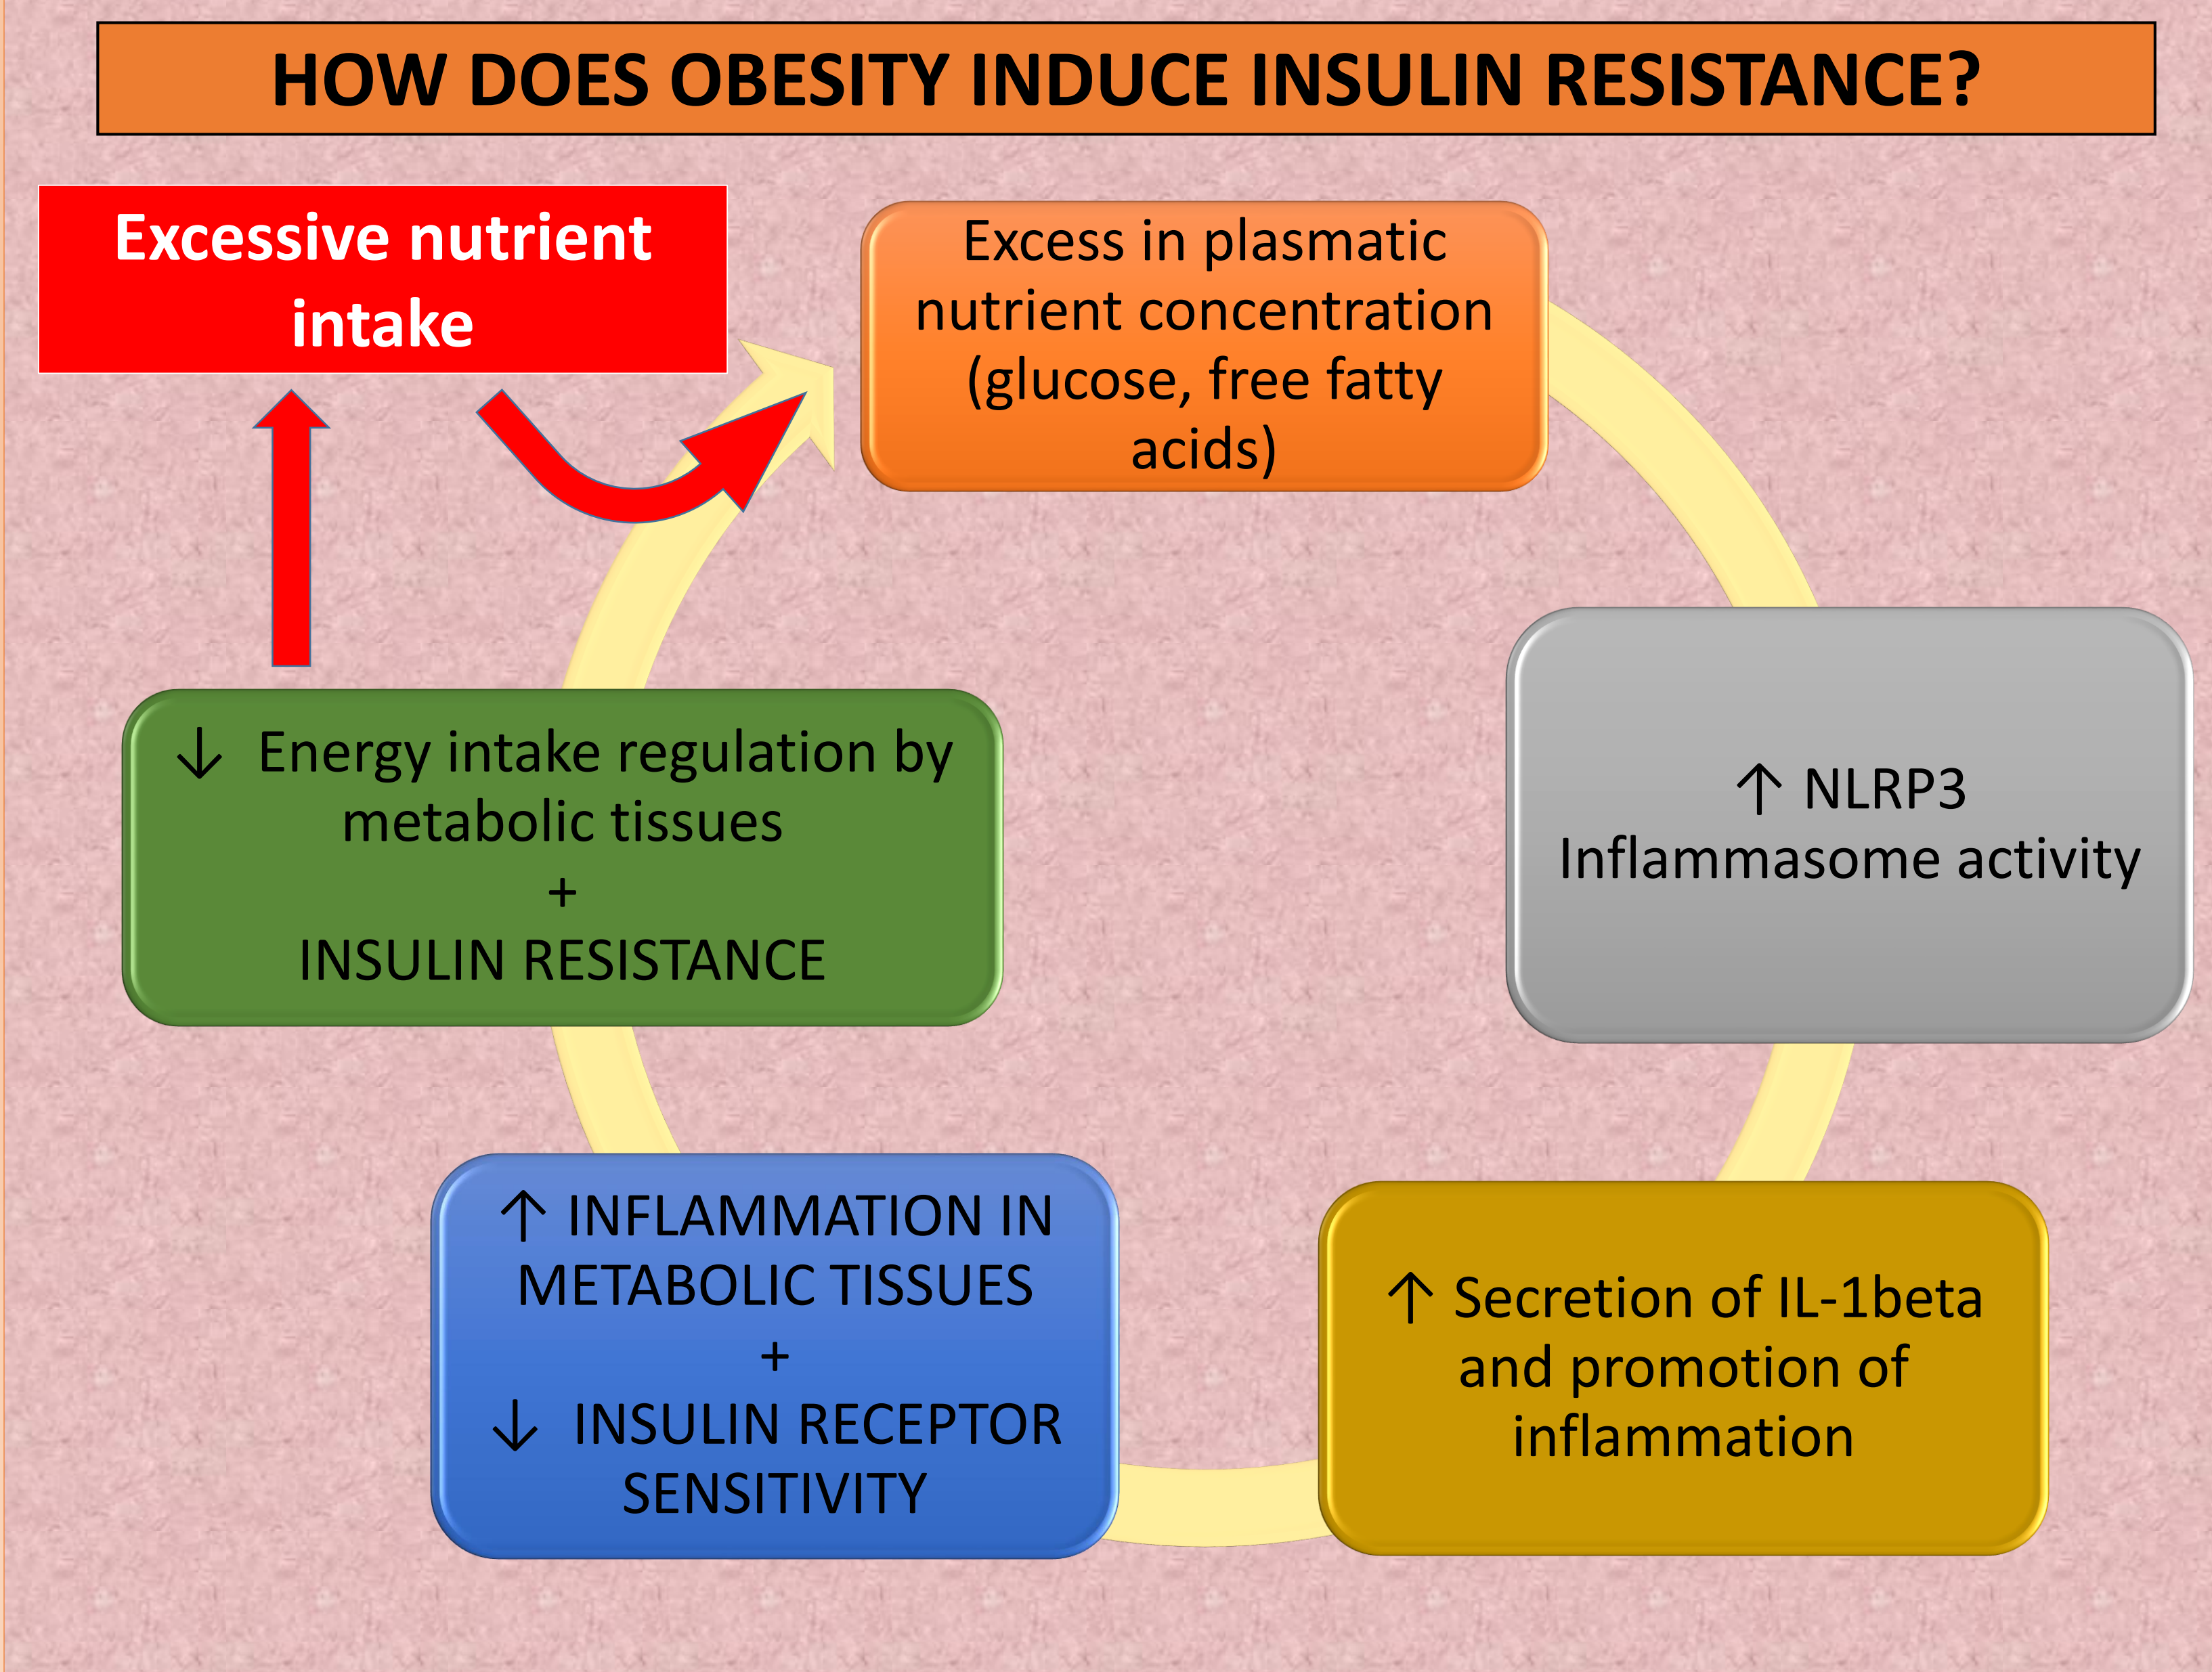 HOW DOES OBESITY INDUCE INSULIN RESISTANCE?
Excessive nutrient
intake
Excess in plasmatic
nutrient concentration
(glucose, free fatty
acids)
↑ NLRP3
Inflammasome activity
↑ Secretion of IL-1beta
and promotion of
inflammation
↑ INFLAMMATION IN
METABOLIC TISSUES
+
↓ INSULIN RECEPTOR
SENSITIVITY
↓ Energy intake regulation by
metabolic tissues
+
INSULIN RESISTANCE